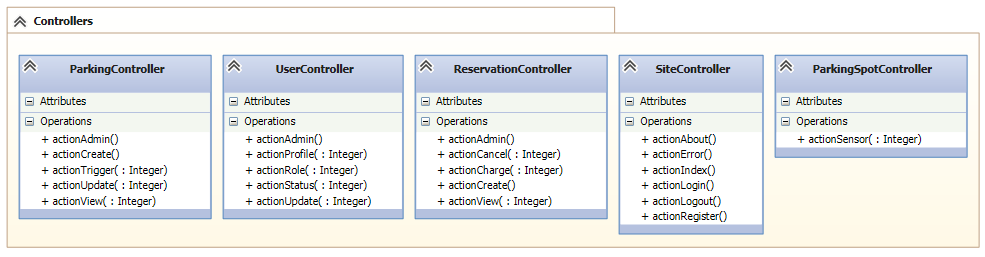 Controllers
ParkingController
Attributes
Operations
+ actionAdmin()
+ actionCreate()
+ actionTrigger( : Integer)
+ actionUpdate( : Integer)
+ actionView( : Integer)
UserController
Attributes
Operations
+ actionAdmin()
+ actionProfile( : Integer)
+ actionRole( : Integer)
+ actionStatus( : Integer)
+ actionUpdate( : Integer)
ReservationController
Attributes
Operations
+ actionAdmin()
+ actionCancel( : Integer)
+ actionCharge( : Integer)
+ actionCreate()
+ actionView( : Integer)
SiteController
Attributes
Operations
+ actionAbout()
+ actionError()
+ actionIndex()
+ actionLogin()
+ actionLogout()
+ actionRegister()
ParkingSpotController
Attributes
Operations
+ actionSensor( : Integer)